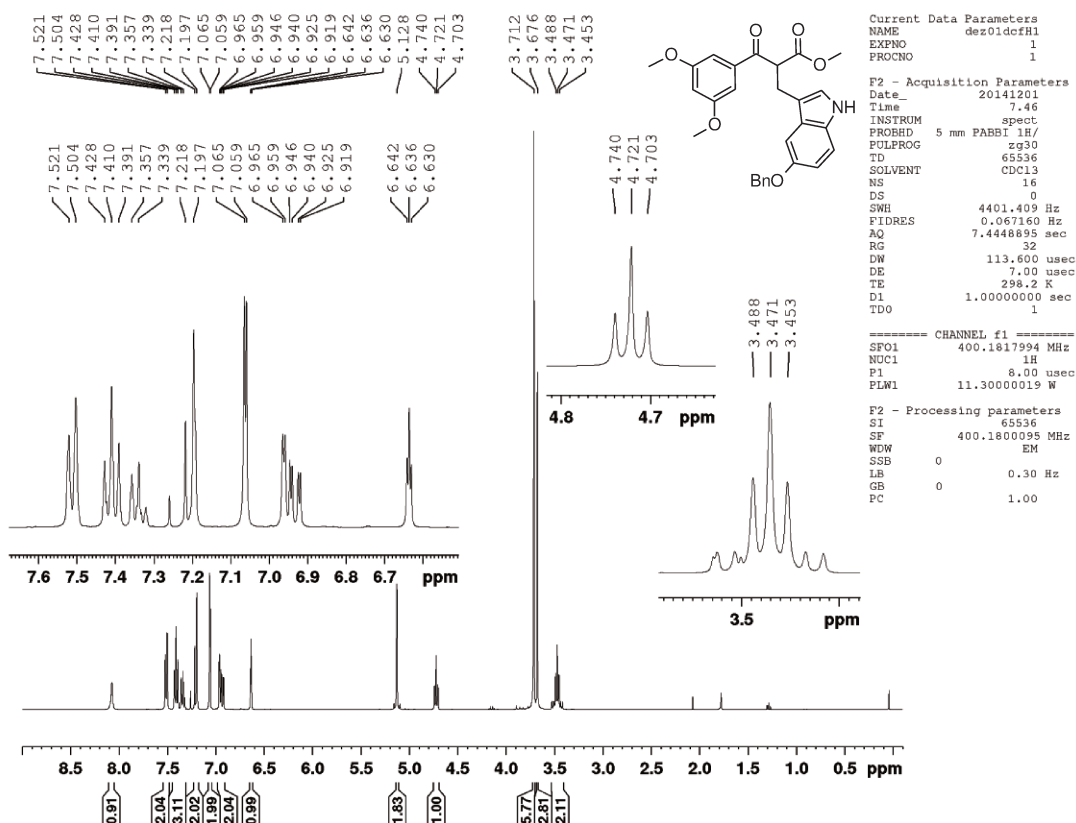 7.521
7.504
7.428
7.410
7.391
7.357
7.339
7.218
7.197
7.065
7.059
6.965
6.959
6.946
6.940
6.925
6.919
6.642
6.636
6.630
5.128
4.740
4.721
4.703
3.712
3.676
3.488
3.471
3.453
O
O
O
O
O
NH
O
BnO
Current Data Parameters
NAME dez01dcfH1
EXPNO 1
PROCNO 1
F2 - Acquisition Parameters
Date_ 20141201
Time 7.46
INSTRUM spect
PROBHD 5 mm PABBI 1H/
PULPROG zg30
TD 65536
SOLVENT CDCl3
NS 16
DS 0
SWH 4401.409 Hz
FIDRES 0.067160 Hz
AQ 7.4448895 sec
RG 32
DW 113.600 usec
DE 7.00 usec
TE 298.2 K
D1 1.00000000 sec
TD0 1
======== CHANNEL f1 ========
SFO1 400.1817994 MHz
NUC1 1H
P1 8.00 usec
PLW1 11.30000019 W
F2 - Processing parameters
SI 65536
SF 400.1800095 MHz
WDW EM
SSB 0
LB 0.30 Hz
GB 0
PC 1.00
7.521
7.504
7.428
7.410
7.391
7.357
7.339
7.218
7.197
7.065
7.059
6.965
6.959
6.946
6.940
6.925
6.919
6.642
6.636
6.630
7.6 7.5 7.4 7.3 7.2 7.1 7.0 6.9 6.8 6.7 ppm
4.740
4.721
4.703
4.8 4.7 ppm
3.488
3.471
3.453
3.5 ppm
8.5 8.0 7.5 7.0 6.5 6.0 5.5 5.0 4.5 4.0 3.5 3.0 2.5 2.0 1.5 1.0 0.5 ppm
0.91
2.04
3.11
2.02
1.99
2.04
0.99
1.83
1.00
5.77
2.81
2.11